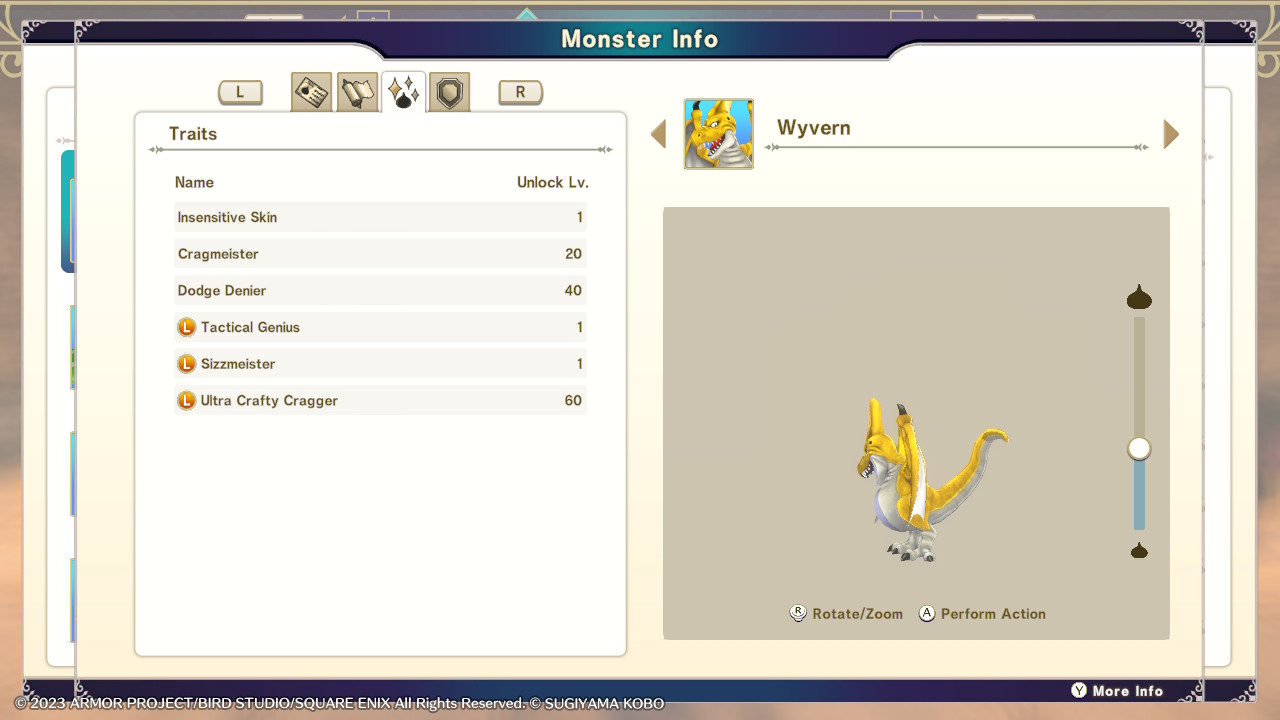 Monster Info
L
R
Traits
Name Unlock Lv.
Insensitive Skin 1
Cragmeister 20
Dodge Denier 40
L Tactical Genius 1
L Sizzmeister 1
L Ultra Crafty Cragger 60
Wyvern
R Rotate/Zoom A Perform Action
Y More Info
© 2023 ARMOR PROJECT/BIRD STUDIO/SQUARE ENIX All Rights Reserved. © SUGIYAMA KOBO